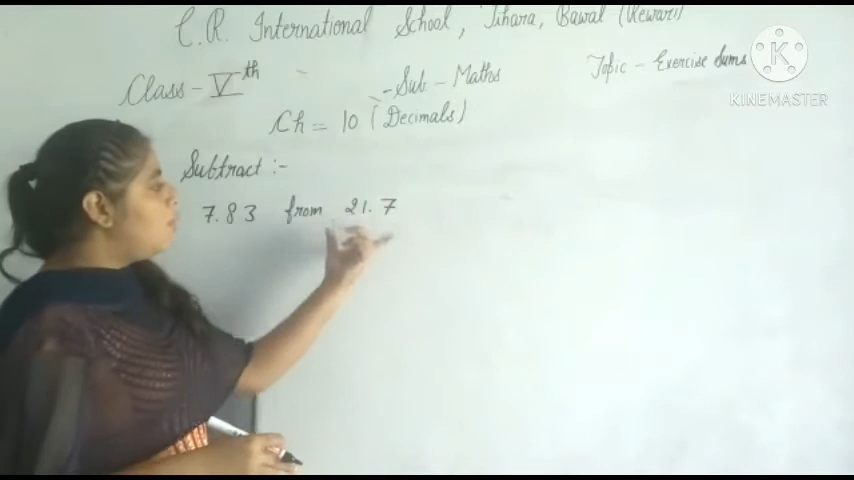 C.R. International School, Jihara, Bawal (Rewari)
Class - Vth - Sub - Maths
Topic - Exercise Sums
Ch = 10 (Decimals)
Subtract :-
7.83 from 21.7
K
KINEMASTER